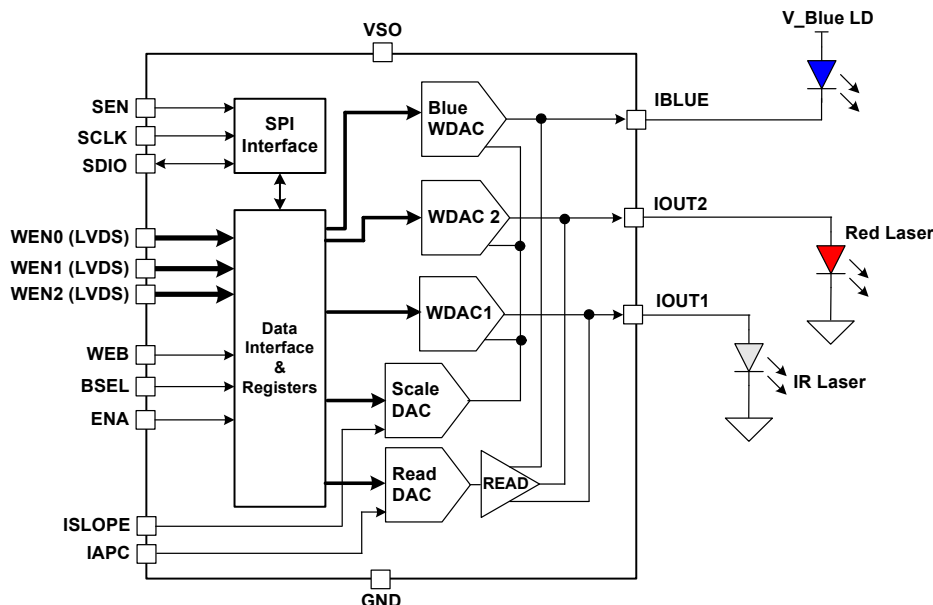 V_Blue LD
VSO
SEN
SCLK
SDIO
SPI
Interface
Blue
WDAC
IBLUE
WEN0 (LVDS)
WEN1 (LVDS)
WEN2 (LVDS)
WDAC 2
IOUT2
Red Laser
WDAC1
IOUT1
IR Laser
Data
Interface
&
Registers
WEB
BSEL
ENA
Scale
DAC
Read
DAC
READ
ISLOPE
IAPC
GND